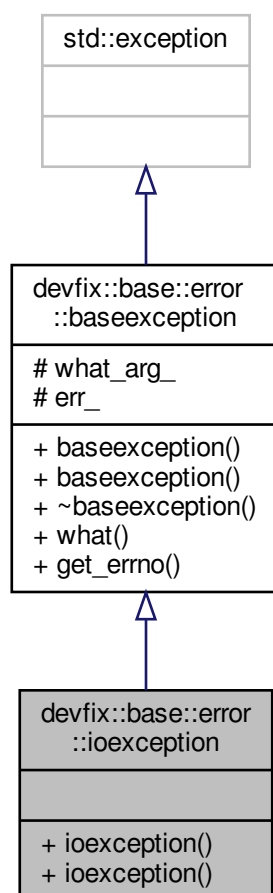 std::exception
devfix::base::error
::baseexception
# what_arg_
# err_
+ baseexception()
+ baseexception()
+ ~baseexception()
+ what()
+ get_errno()
devfix::base::error
::ioexception
+ ioexception()
+ ioexception()